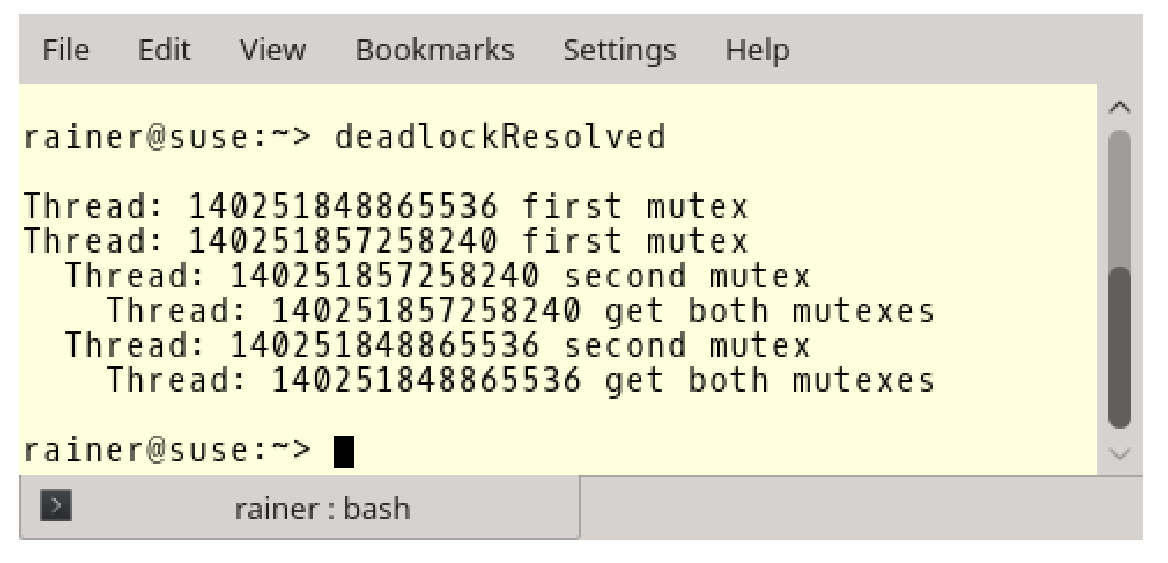 File Edit View Bookmarks Settings Help
rainer@suse:~> deadlockResolved
Thread: 140251848865536 first mutex
Thread: 140251857258240 first mutex
Thread: 140251857258240 second mutex
Thread: 140251857258240 get both mutexes
Thread: 140251848865536 second mutex
Thread: 140251848865536 get both mutexes
rainer@suse:~>
rainer : bash